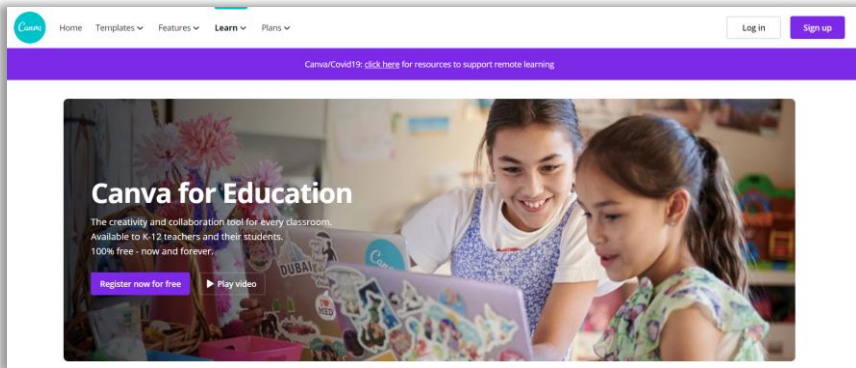 Canva
Home Templates Features Learn Plans Log in Sign up
Canva/Covid19: click here for resources to support remote learning
Canva for Education
The creativity and collaboration tool for every classroom.
Available to K-12 teachers and their students.
100% free - now and forever.
Register now for free Play video
Canva
DUBAI
I
MED